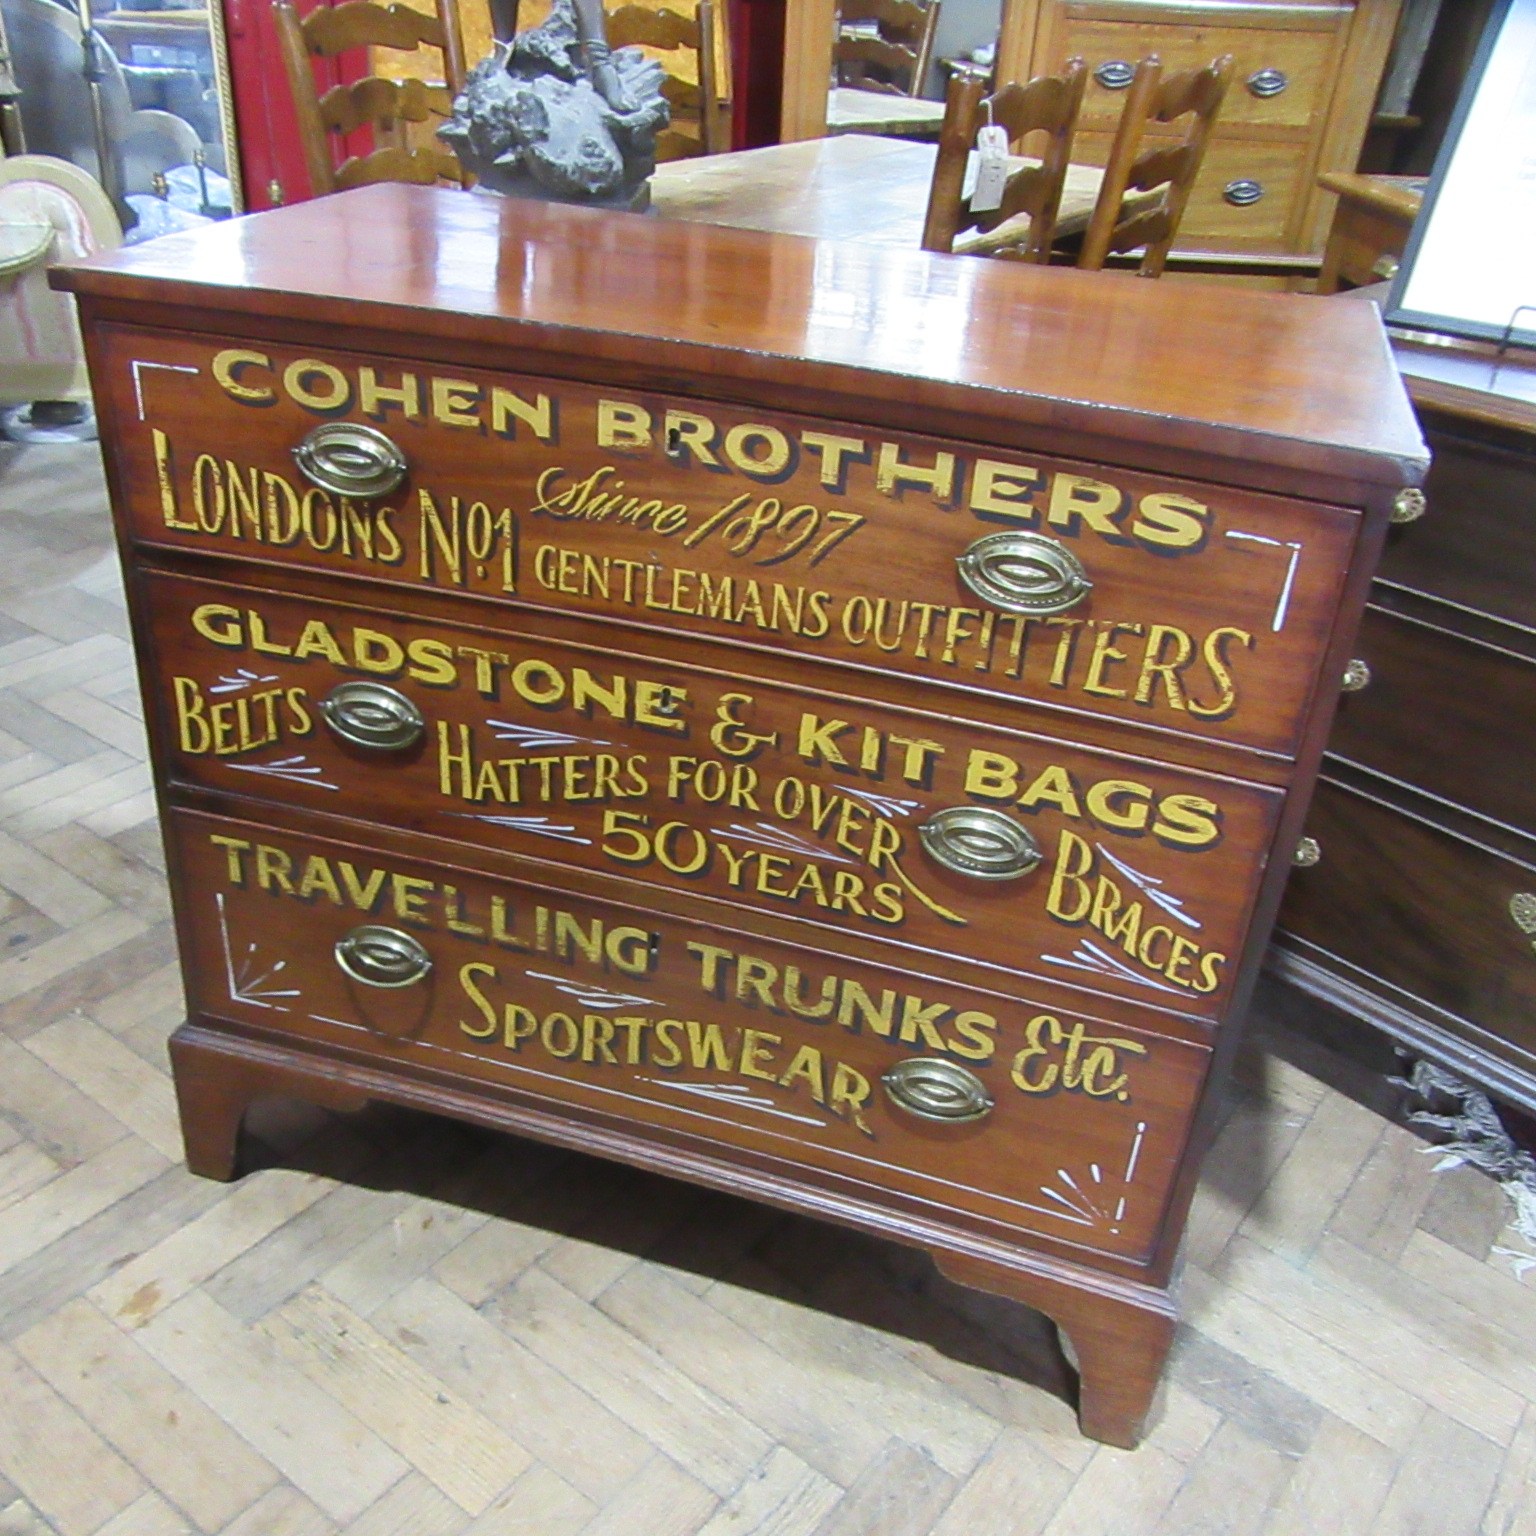 COHEN BROTHERS
Since 1897
LONDONS No1 GENTLEMANS OUTFITTERS
GLADSTONE & KIT BAGS
BELTS
HATTERS FOR OVER
50 YEARS
BRACES
TRAVELLING TRUNKS Etc.
SPORTSWEAR